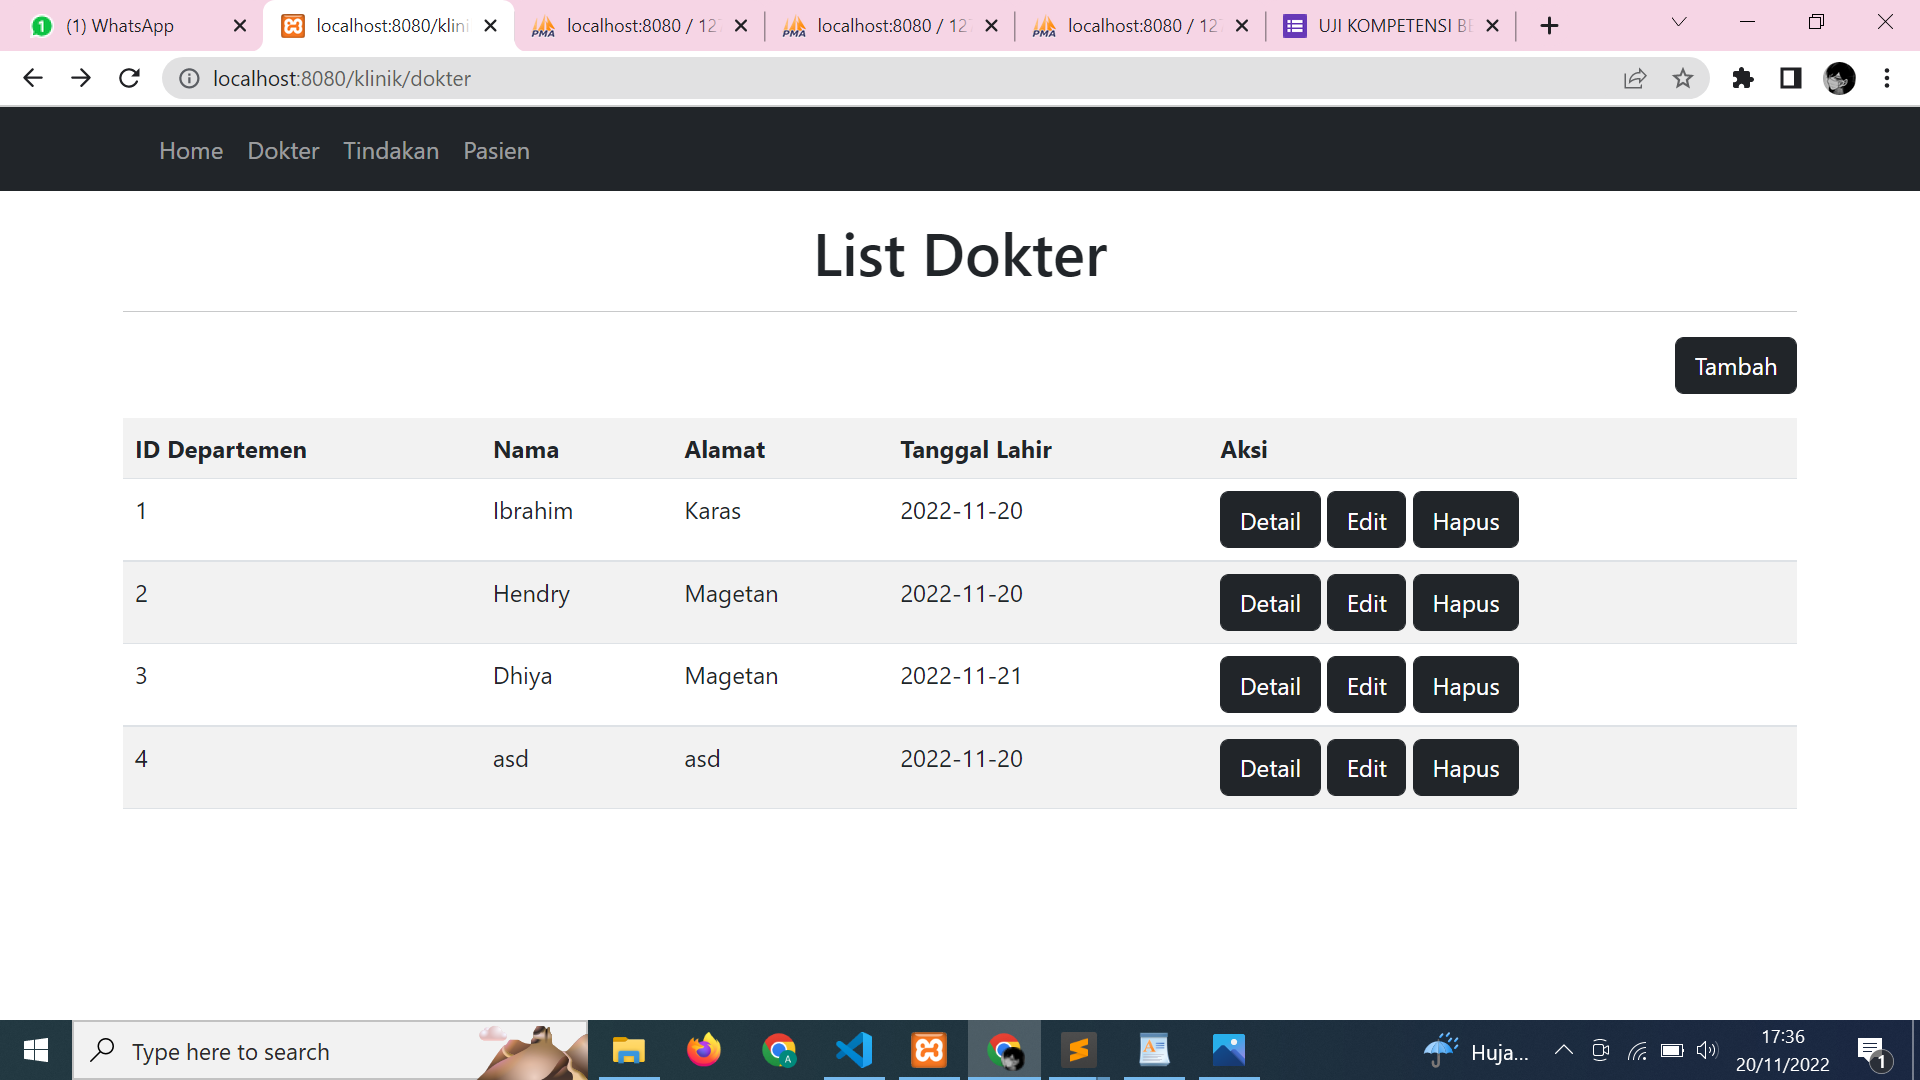 (1) WhatsApp
localhost:8080/klini
localhost:8080 / 127
localhost:8080 / 127
localhost:8080 / 127
UJI KOMPETENSI BE
localhost:8080/klinik/dokter
Home Dokter Tindakan Pasien
List Dokter
Tambah
ID Departemen Nama Alamat Tanggal Lahir Aksi
1 Ibrahim Karas 2022-11-20 Detail Edit Hapus
2 Hendry Magetan 2022-11-20 Detail Edit Hapus
3 Dhiya Magetan 2022-11-21 Detail Edit Hapus
4 asd asd 2022-11-20 Detail Edit Hapus
Type here to search
Huja...
17:36
20/11/2022
1